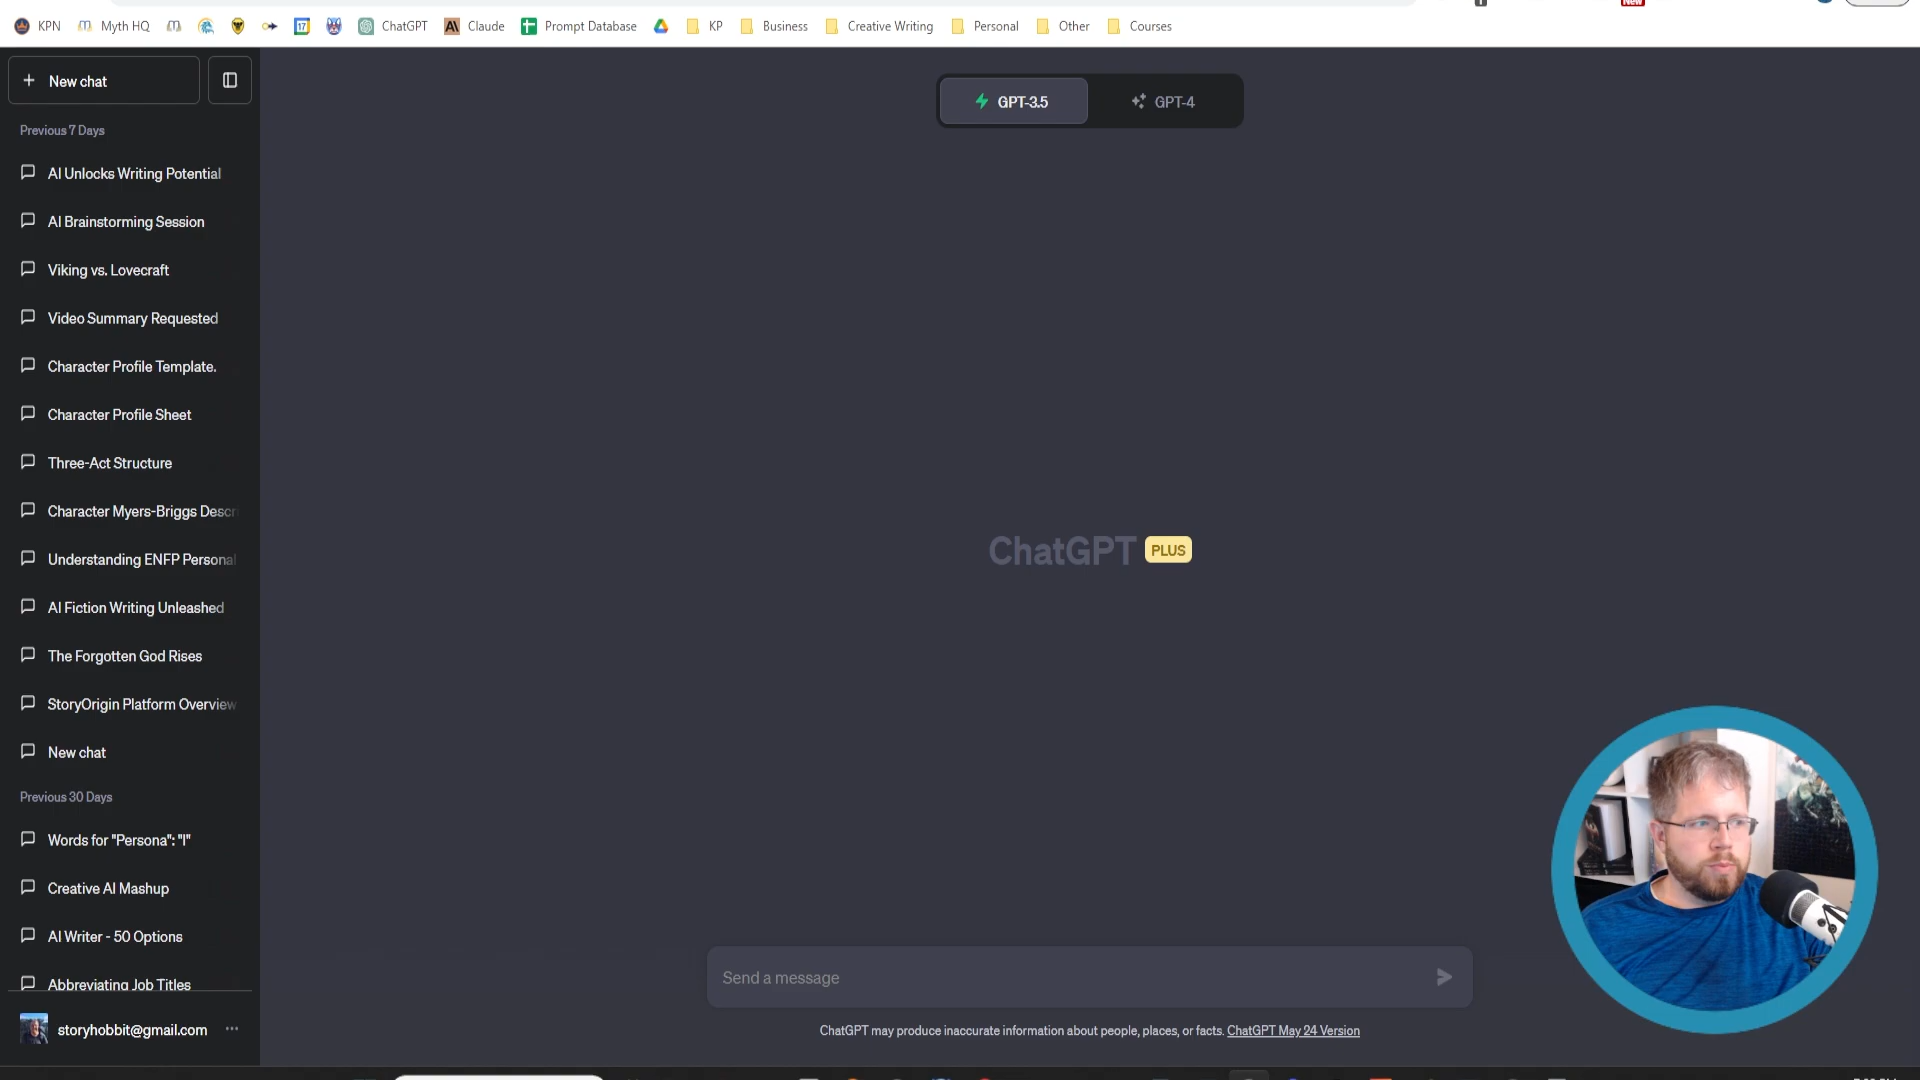 New
KPN Myth HQ 17 ChatGPT Claude Prompt Database KP Business Creative Writing Personal Other Courses
New chat
GPT-3.5 GPT-4
Previous 7 Days
AI Unlocks Writing Potential
AI Brainstorming Session
Viking vs. Lovecraft
Video Summary Requested
Character Profile Template.
Character Profile Sheet
Three-Act Structure
Character Myers-Briggs Descr
Understanding ENFP Personal
AI Fiction Writing Unleashed
The Forgotten God Rises
StoryOrigin Platform Overview
New chat
Previous 30 Days
Words for "Persona": "I"
Creative AI Mashup
AI Writer - 50 Options
Abbreviating Job Titles
storyhobbit@gmail.com
ChatGPT PLUS
Send a message
ChatGPT may produce inaccurate information about people, places, or facts. ChatGPT May 24 Version